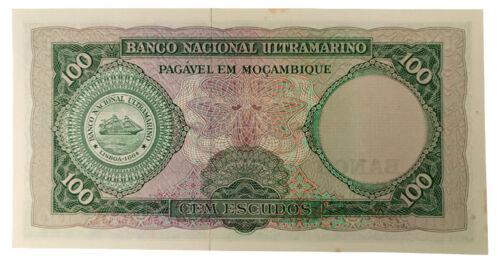 BANCO NACIONAL ULTRAMARINO
PAGÁVEL EM MOÇAMBIQUE
100
100
BANCO NACIONAL ULTRAMARINO
LISBOA-1864
100
100
CEM ESCUDOS